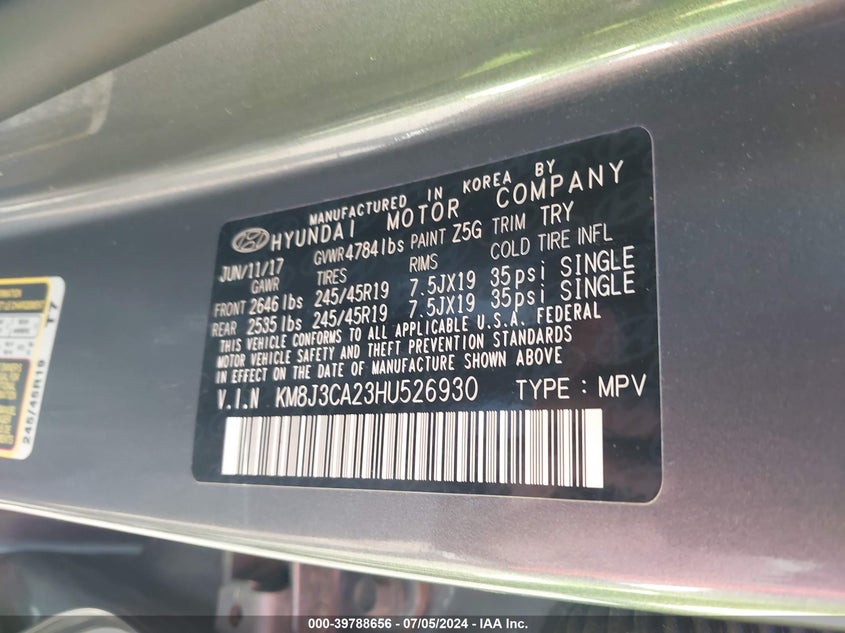 MANUFACTURED IN KOREA BY
HYUNDAI MOTOR COMPANY
JUN/11/17 GVWR 4784 lbs PAINT Z5G TRIM TRY
GAWR TIRES RIMS COLD TIRE INFL
FRONT 2646 lbs 245/45R19 7.5JX19 35psi SINGLE
REAR 2535 lbs 245/45R19 7.5JX19 35psi SINGLE
THIS VEHICLE CONFORMS TO ALL APPLICABLE U.S.A. FEDERAL
MOTOR VEHICLE SAFETY AND THEFT PREVENTION STANDARDS
IN EFFECT ON THE DATE OF MANUFACTURE SHOWN ABOVE
V.I.N KM8J3CA23HU526930 TYPE : MPV
245/45R19 T7
000-39788656 - 07/05/2024 - IAA Inc.